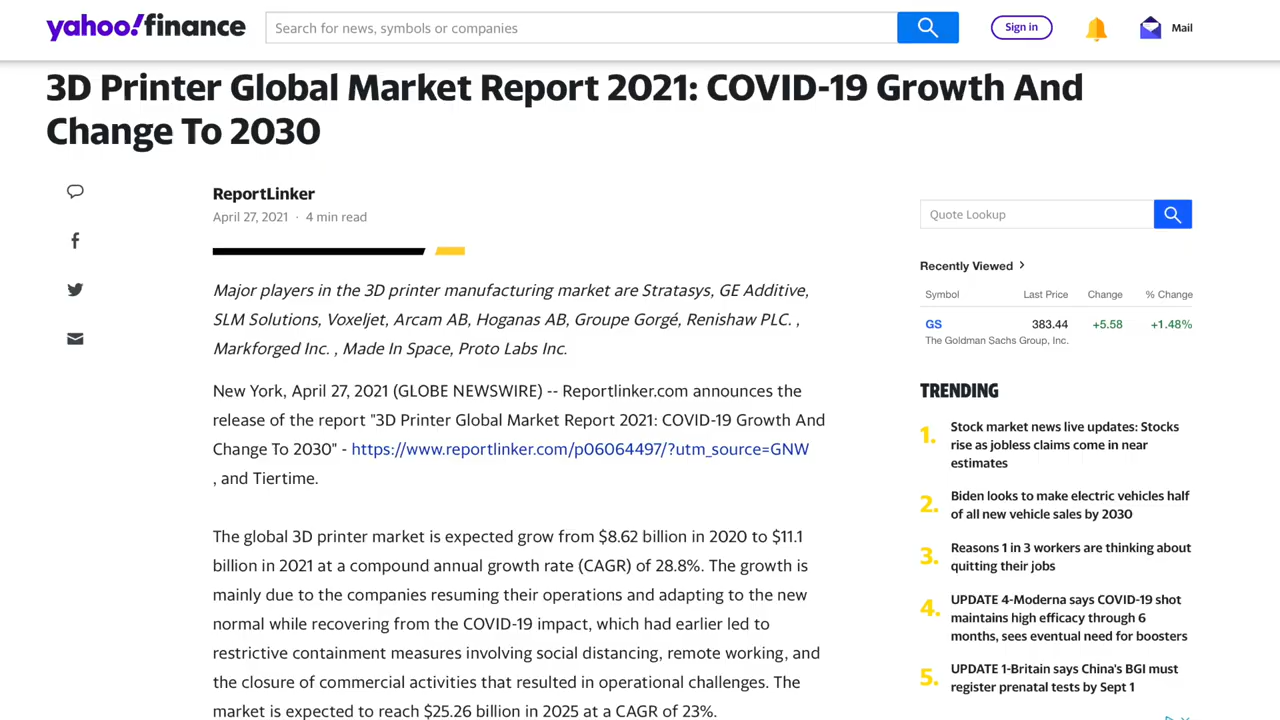 yahoo!finance
Search for news, symbols or companies
Sign in
Mail
3D Printer Global Market Report 2021: COVID-19 Growth And
Change To 2030
ReportLinker
April 27, 2021 · 4 min read
Major players in the 3D printer manufacturing market are Stratasys, GE Additive,
SLM Solutions, Voxeljet, Arcam AB, Hoganas AB, Groupe Gorgé, Renishaw PLC. ,
Markforged Inc. , Made In Space, Proto Labs Inc.
New York, April 27, 2021 (GLOBE NEWSWIRE) -- Reportlinker.com announces the
release of the report "3D Printer Global Market Report 2021: COVID-19 Growth And
Change To 2030" - https://www.reportlinker.com/p06064497/?utm_source=GNW
, and Tiertime.
The global 3D printer market is expected grow from $8.62 billion in 2020 to $11.1
billion in 2021 at a compound annual growth rate (CAGR) of 28.8%. The growth is
mainly due to the companies resuming their operations and adapting to the new
normal while recovering from the COVID-19 impact, which had earlier led to
restrictive containment measures involving social distancing, remote working, and
the closure of commercial activities that resulted in operational challenges. The
market is expected to reach $25.26 billion in 2025 at a CAGR of 23%.
Quote Lookup
Recently Viewed
Symbol Last Price Change % Change
GS 383.44 +5.58 +1.48%
The Goldman Sachs Group, Inc.
TRENDING
1. Stock market news live updates: Stocks
rise as jobless claims come in near
estimates
2. Biden looks to make electric vehicles half
of all new vehicle sales by 2030
3. Reasons 1 in 3 workers are thinking about
quitting their jobs
4. UPDATE 4-Moderna says COVID-19 shot
maintains high efficacy through 6
months, sees eventual need for boosters
5. UPDATE 1-Britain says China's BGI must
register prenatal tests by Sept 1